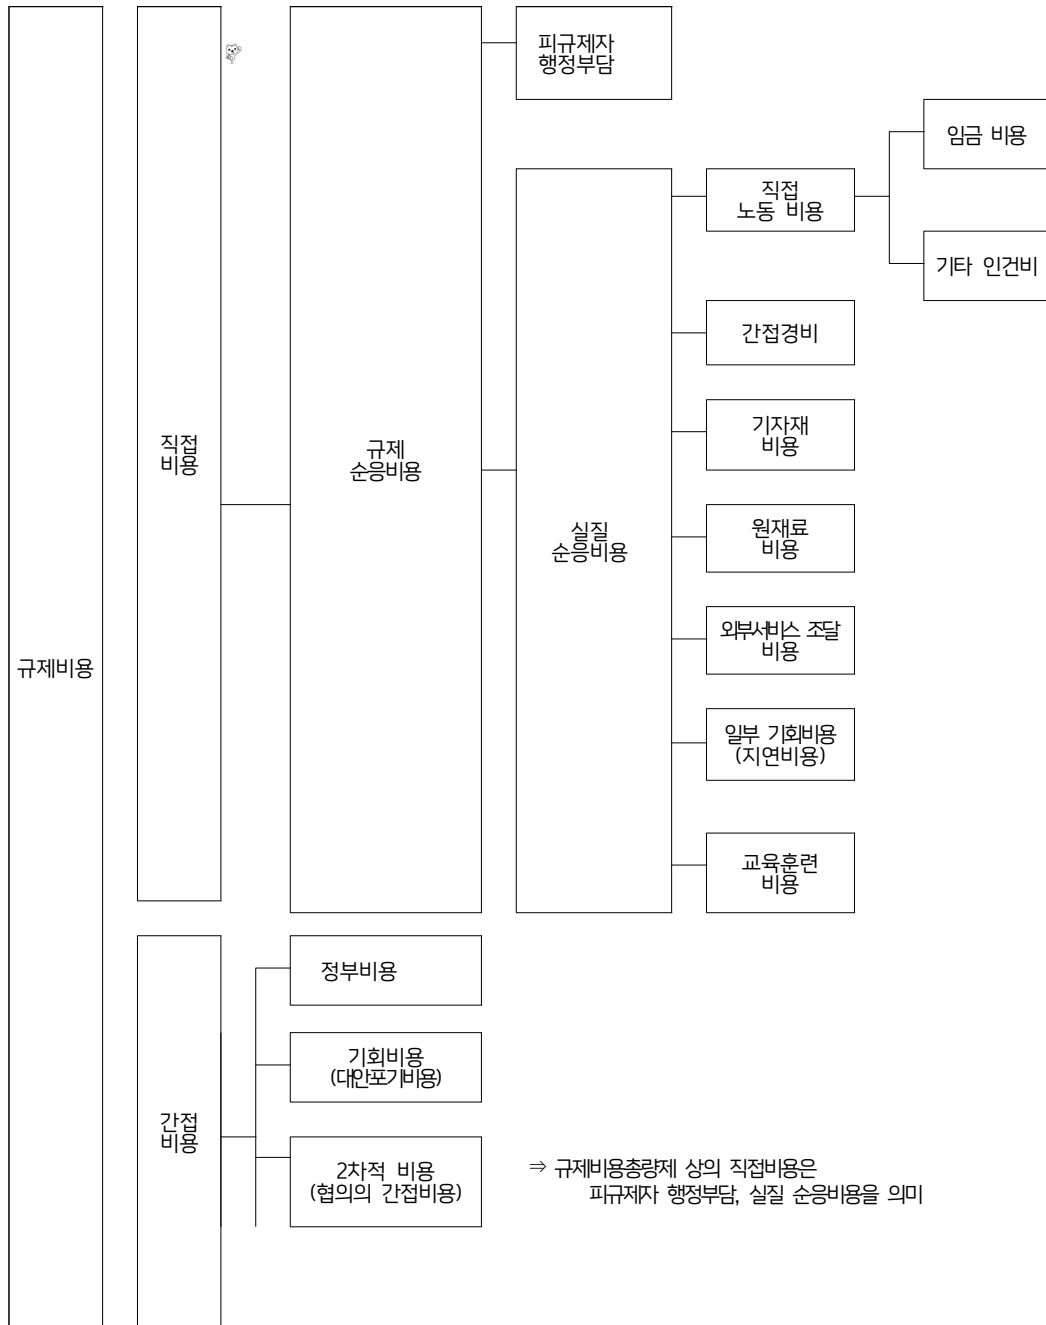 피규제자
행정부담
임금 비용
직접
노동 비용
기타 인건비
간접경비
기자재
비용
직접
비용
규제
순응비용
실질
순응비용
원재료
비용
외부서비스 조달
비용
규제비용
일부 기회비용
(지연비용)
교육훈련
비용
정부비용
기회비용
(대안포기비용)
간접
비용
2차적 비용
(협의의 간접비용)
⇒ 규제비용총량제 상의 직접비용은
피규제자 행정부담, 실질 순응비용을 의미